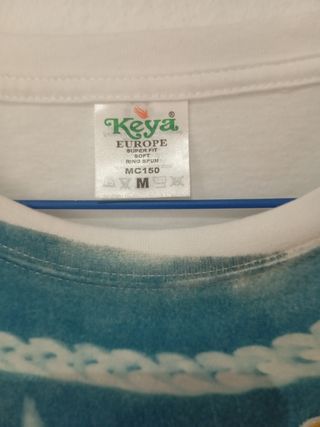 Keya®
EUROPE
SUPER FIT
SOFT
RING SPUN
MC150
M